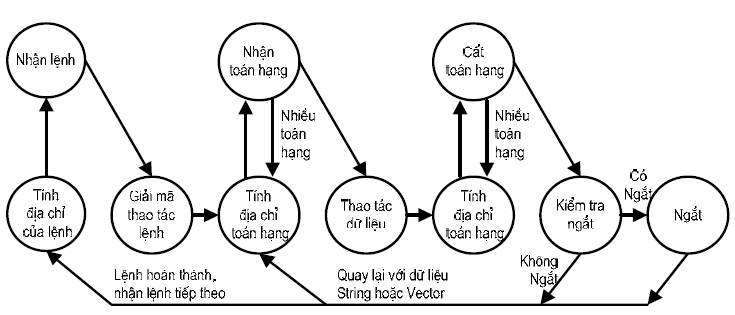 Nhận lệnh
Nhận
toán hạng
Cất
toán hạng
Nhiều
toán
hạng
Nhiều
toán
hạng
Tính
địa chỉ
của lệnh
Giải mã
thao tác
lệnh
Tính
địa chỉ
toán hạng
Thao tác
dữ liệu
Tính
địa chỉ
toán hạng
Kiểm tra
ngắt
Có
Ngắt
Ngắt
Không
Ngắt
Lệnh hoàn thành,
nhận lệnh tiếp theo
Quay lại với dữ liệu
String hoặc Vector